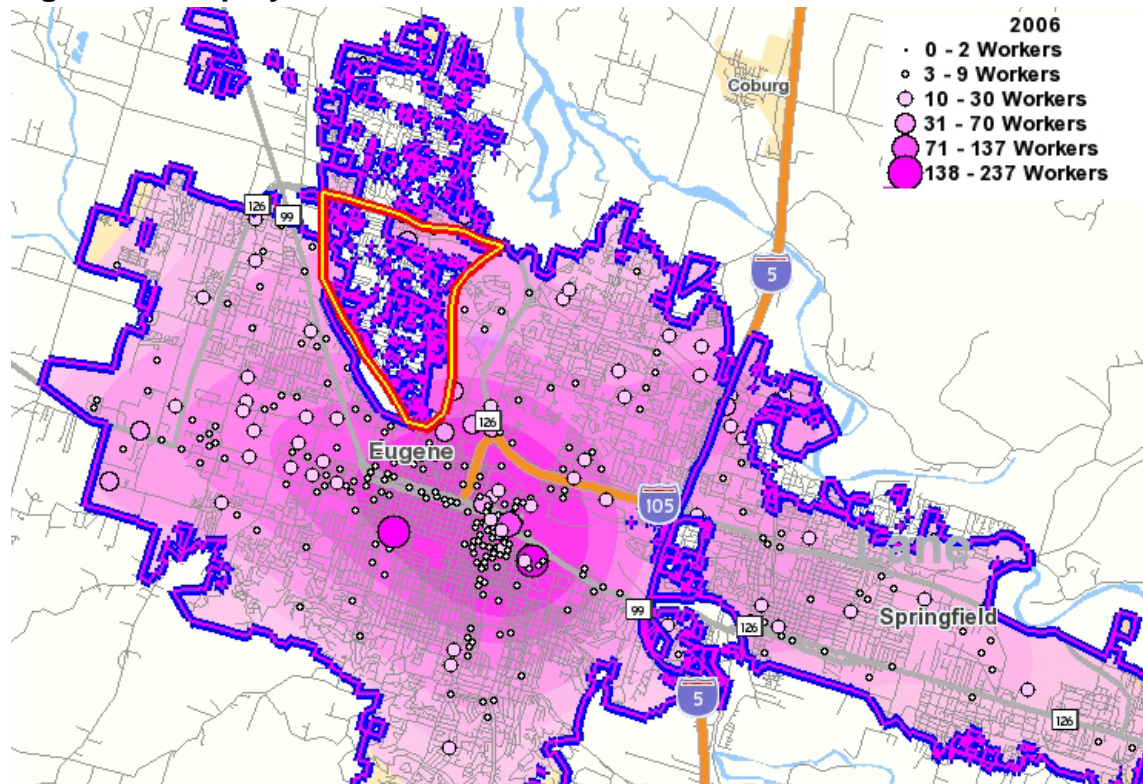 2006
0 - 2 Workers
3 - 9 Workers
10 - 30 Workers
31 - 70 Workers
71 - 137 Workers
138 - 237 Workers
Coburg
126
99
5
126
Eugene
105
Lane
99
126
Springfield
5
126